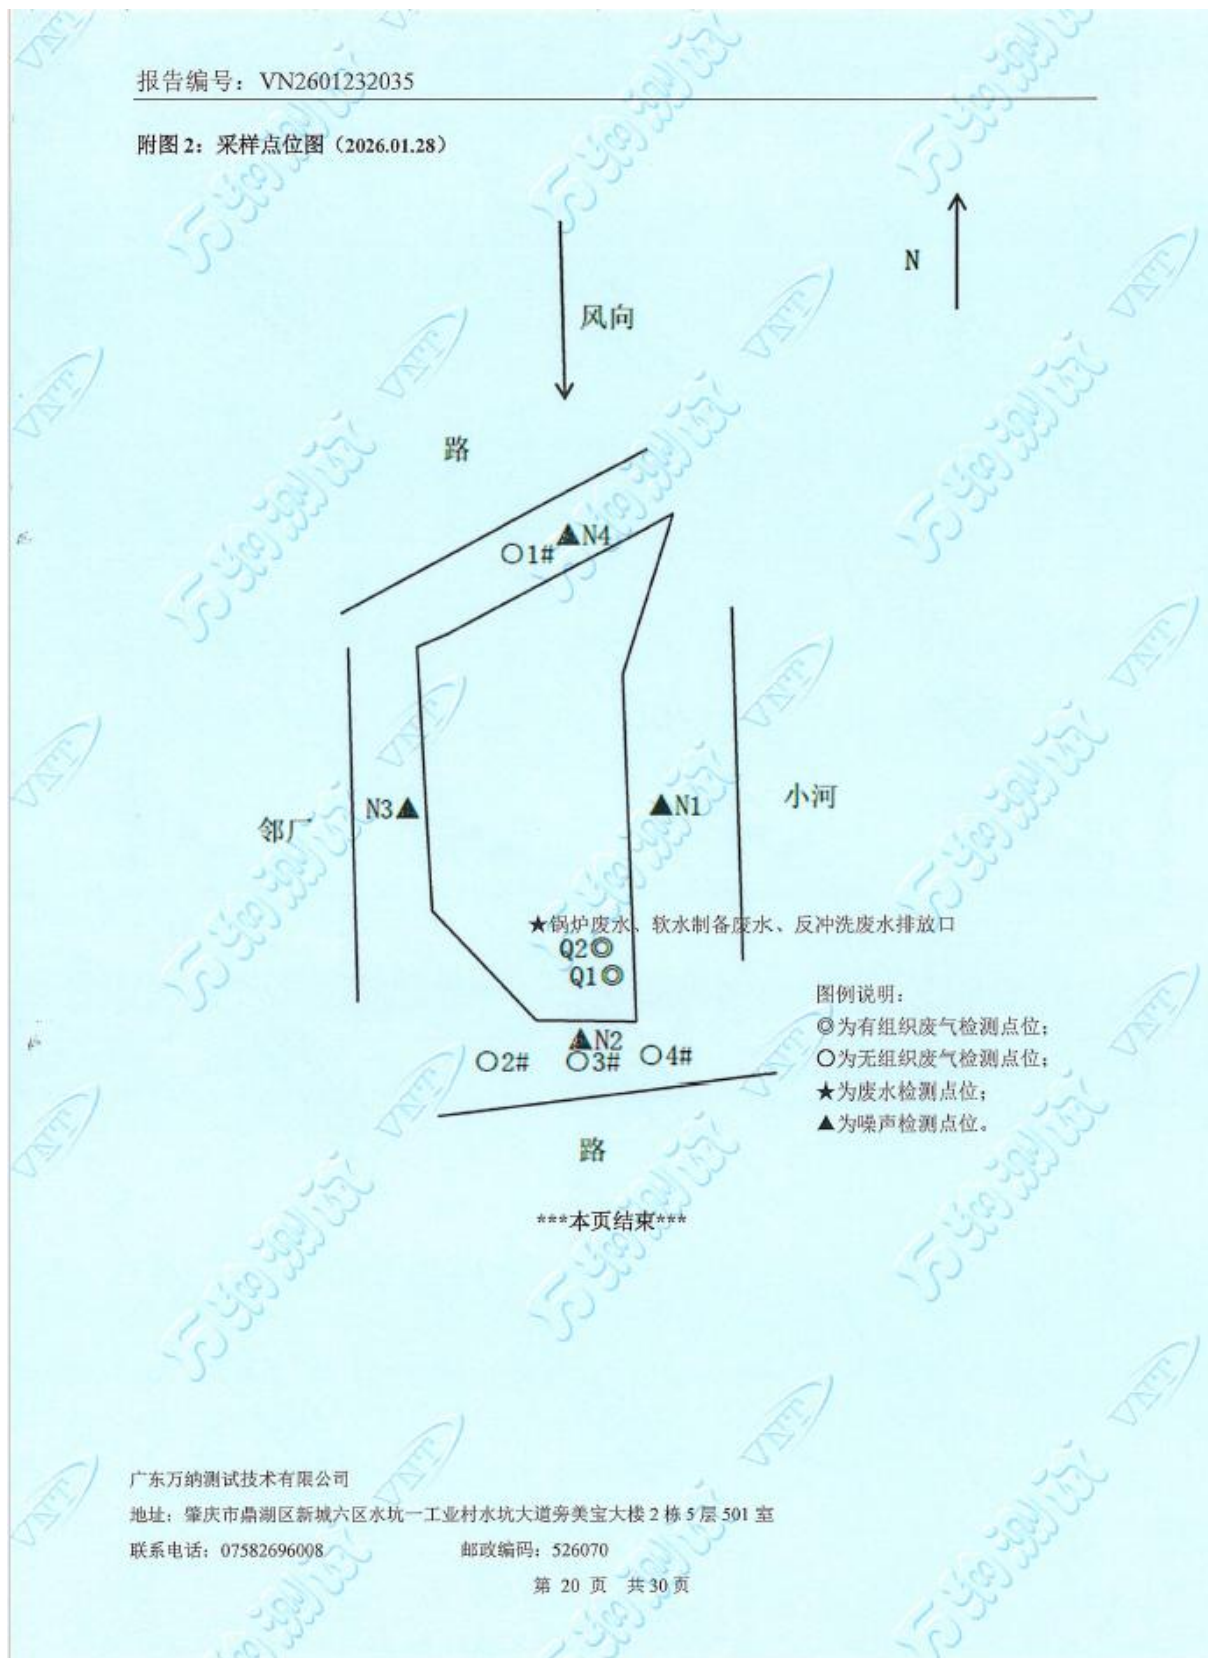 报告编号：VN2601232035
附图 2：采样点位图（2026.01.28）
N
风向
路
▲N4
○1#
N3▲
▲N1
小河
邻厂
★锅炉废水、软水制备废水、反冲洗废水排放口
Q2◎
Q1◎
图例说明：
◎为有组织废气检测点位；
○为无组织废气检测点位；
★为废水检测点位；
▲为噪声检测点位。
▲N2
○2# ○3# ○4#
路
***本页结束***
广东万纳测试技术有限公司
地址：肇庆市鼎湖区新城六区水坑一工业村水坑大道旁美宝大楼 2 栋 5 层 501 室
联系电话：07582696008 邮政编码：526070
第 20 页 共 30 页
万纳测试
VNT